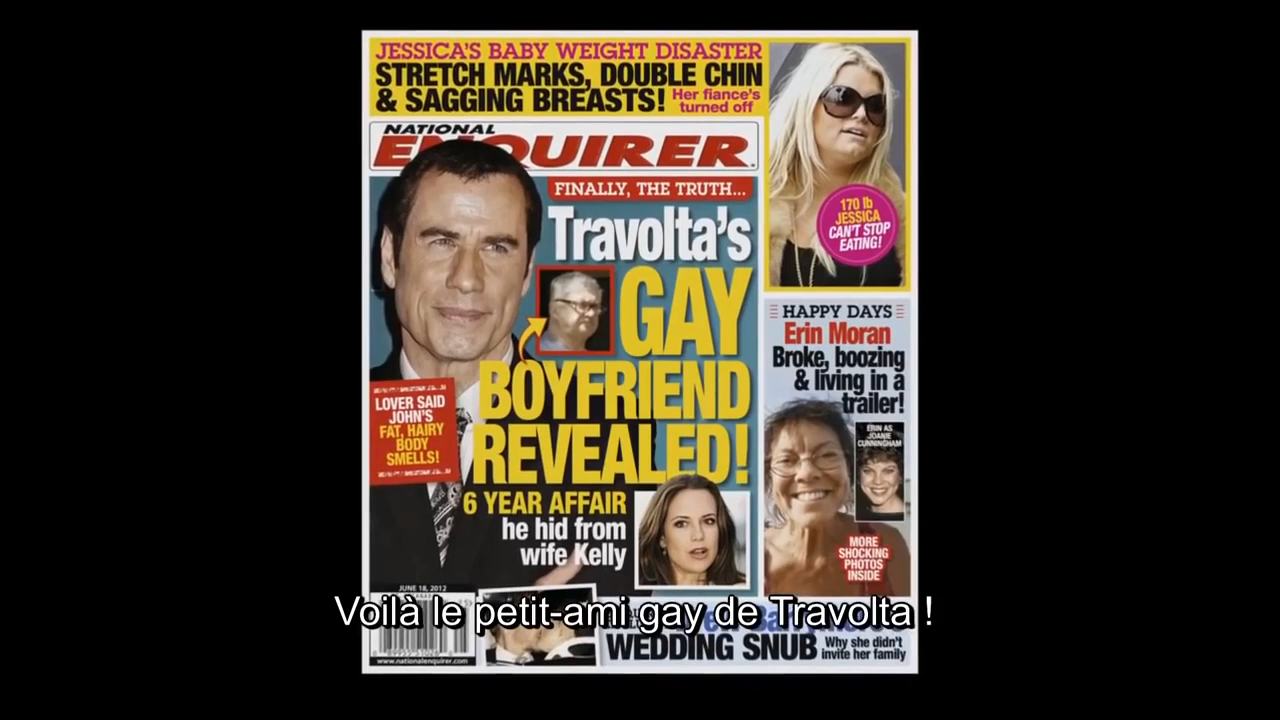 JESSICA'S BABY WEIGHT DISASTER
STRETCH MARKS, DOUBLE CHIN
& SAGGING BREASTS!
Her fiance's
turned off
170 lb
JESSICA
CAN'T STOP
EATING!
NATIONAL
ENQUIRER
FINALLY, THE TRUTH...
Travolta's
GAY
BOYFRIEND
REVEALED!
LOVER SAID
JOHN'S
FAT, HAIRY
BODY
SMELLS!
6 YEAR AFFAIR
he hid from
wife Kelly
HAPPY DAYS
Erin Moran
Broke, boozing
& living in a
trailer!
ERIN AS
JOANIE
CUNNINGHAM
MORE
SHOCKING
PHOTOS
INSIDE
JUNE 18, 2012
www.nationalenquirer.com
WEDDING SNUB
Why she didn't
invite her family
Voilà le petit-ami gay de Travolta !